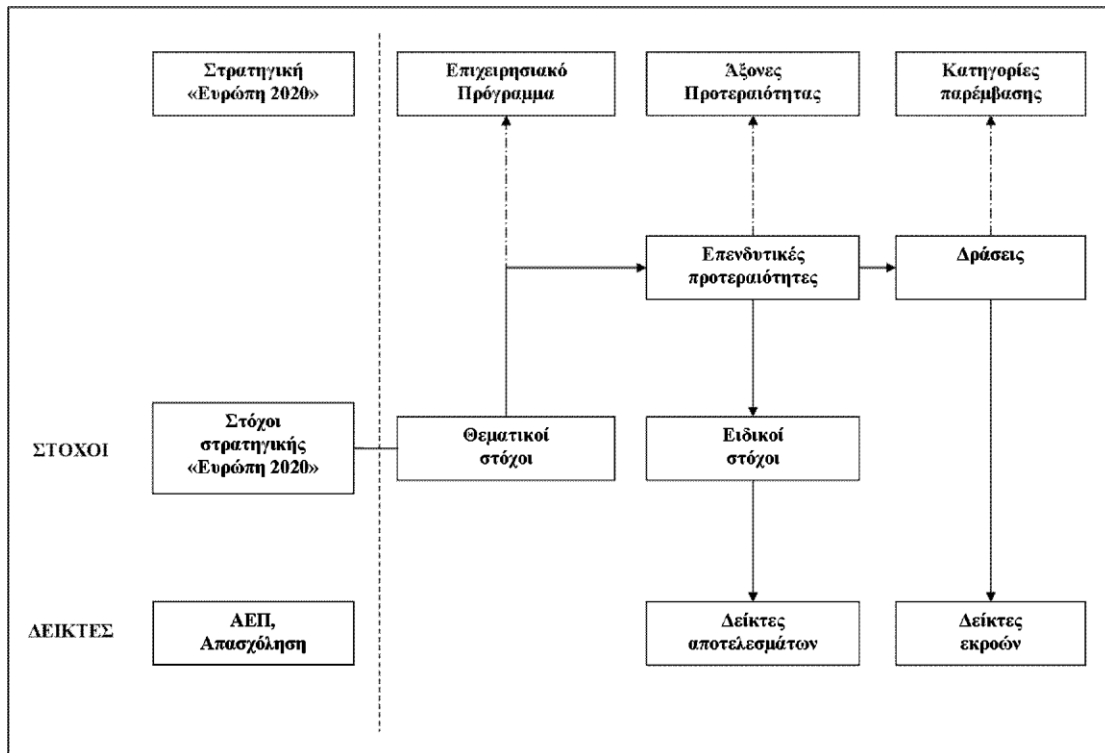 Στρατηγική
«Ευρώπη 2020»
Επιχειρησιακό
Πρόγραμμα
Άξονες
Προτεραιότητας
Κατηγορίες
παρέμβασης
Επενδυτικές
προτεραιότητες
Δράσεις
ΣΤΟΧΟΙ
Στόχοι
στρατηγικής
«Ευρώπη 2020»
Θεματικοί
στόχοι
Ειδικοί
στόχοι
ΔΕΙΚΤΕΣ
ΑΕΠ,
Απασχόληση
Δείκτες
αποτελεσμάτων
Δείκτες
εκροών